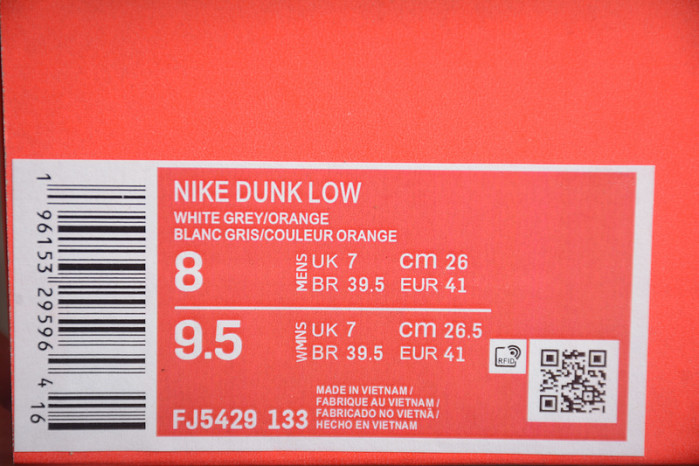 NIKE DUNK LOW
WHITE GREY/ORANGE
BLANC GRIS/COULEUR ORANGE
8 MENS UK 7 cm 26
BR 39.5 EUR 41
9.5 WMNS UK 7 cm 26.5
BR 39.5 EUR 41
RFID
FJ5429 133
MADE IN VIETNAM /
FABRIQUE AU VIETNAM /
FABRICADO NO VIETNÃ /
HECHO EN VIETNAM
1 96153 29596 4 16